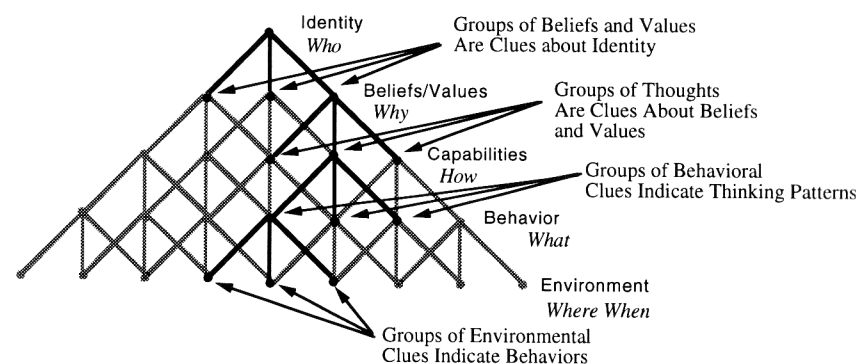 Identity
Who
Groups of Beliefs and Values
Are Clues about Identity
Beliefs/Values
Why
Groups of Thoughts
Are Clues About Beliefs
and Values
Capabilities
How
Groups of Behavioral
Clues Indicate Thinking Patterns
Behavior
What
Environment
Where When
Groups of Environmental
Clues Indicate Behaviors